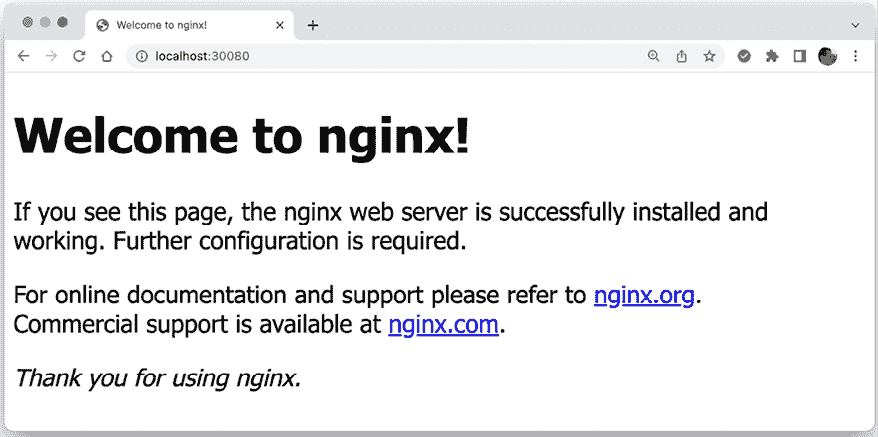 Welcome to nginx!
localhost:30080
Welcome to nginx!
If you see this page, the nginx web server is successfully installed and
working. Further configuration is required.
For online documentation and support please refer to nginx.org.
Commercial support is available at nginx.com.
Thank you for using nginx.